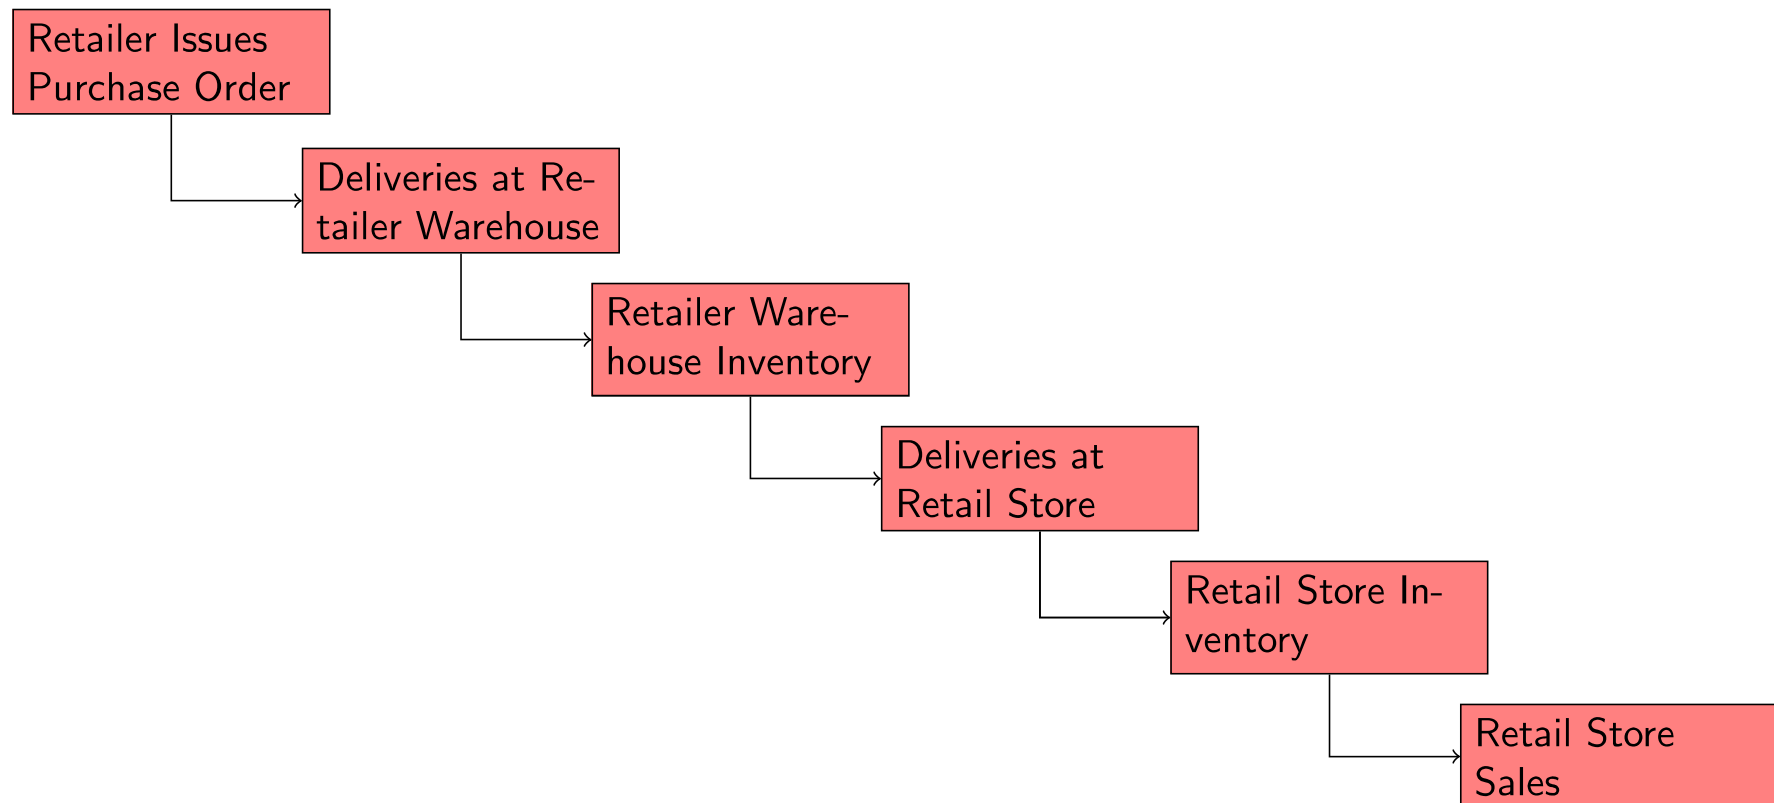 Retailer Issues
Purchase Order
Deliveries at Re-
tailer Warehouse
Retailer Ware-
house Inventory
Deliveries at
Retail Store
Retail Store In-
ventory
Retail Store
Sales